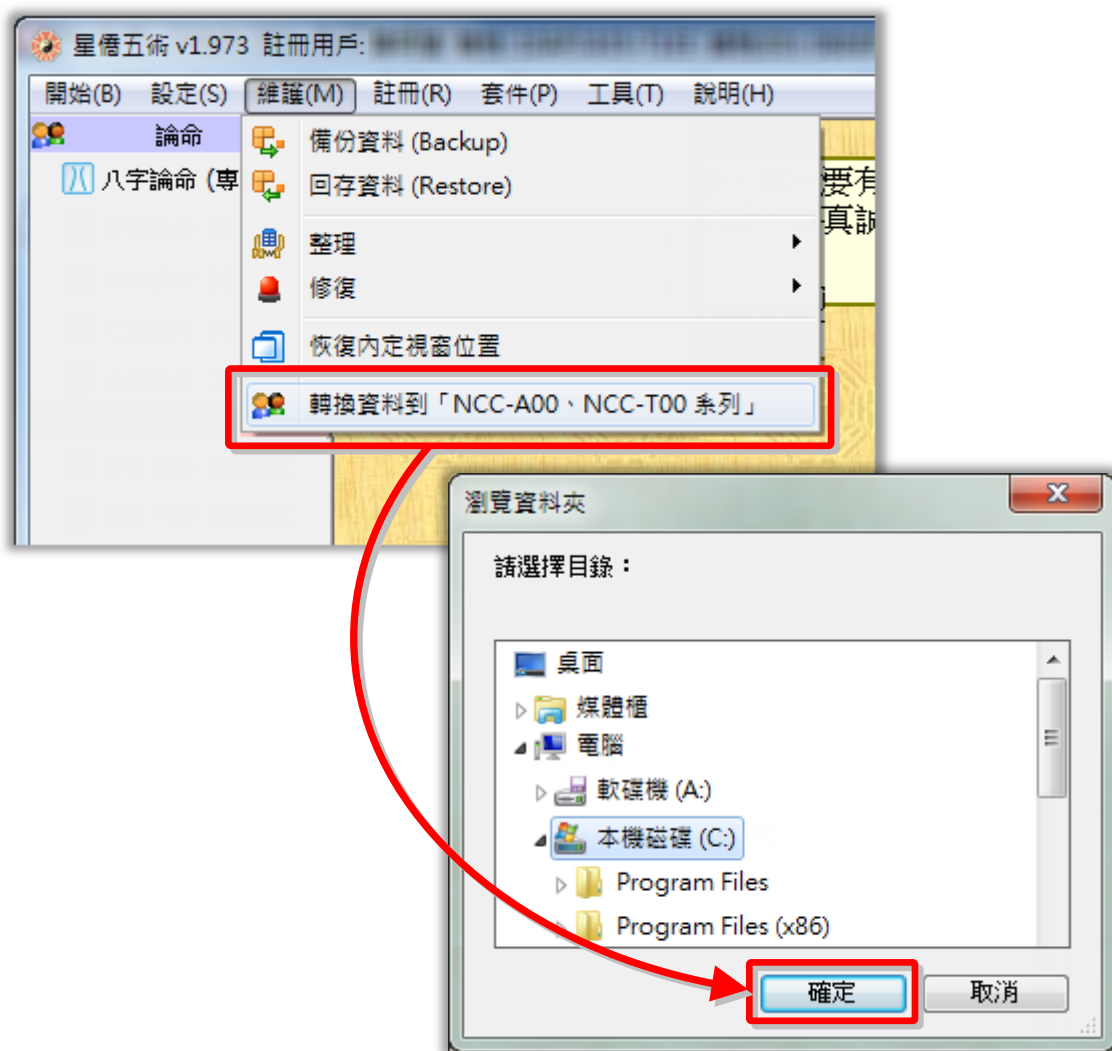 星僑五術 v1.973 註冊用戶:
開始(B) 設定(S) 維護(M) 註冊(R) 套件(P) 工具(T) 說明(H)
論命
八字論命 (專
備份資料 (Backup)
回存資料 (Restore)
整理
修復
恢復內定視窗位置
轉換資料到「NCC-A00、NCC-T00 系列」
要有
真誠
瀏覽資料夾
請選擇目錄：
桌面
媒體櫃
電腦
軟碟機 (A:)
本機磁碟 (C:)
Program Files
Program Files (x86)
確定 取消